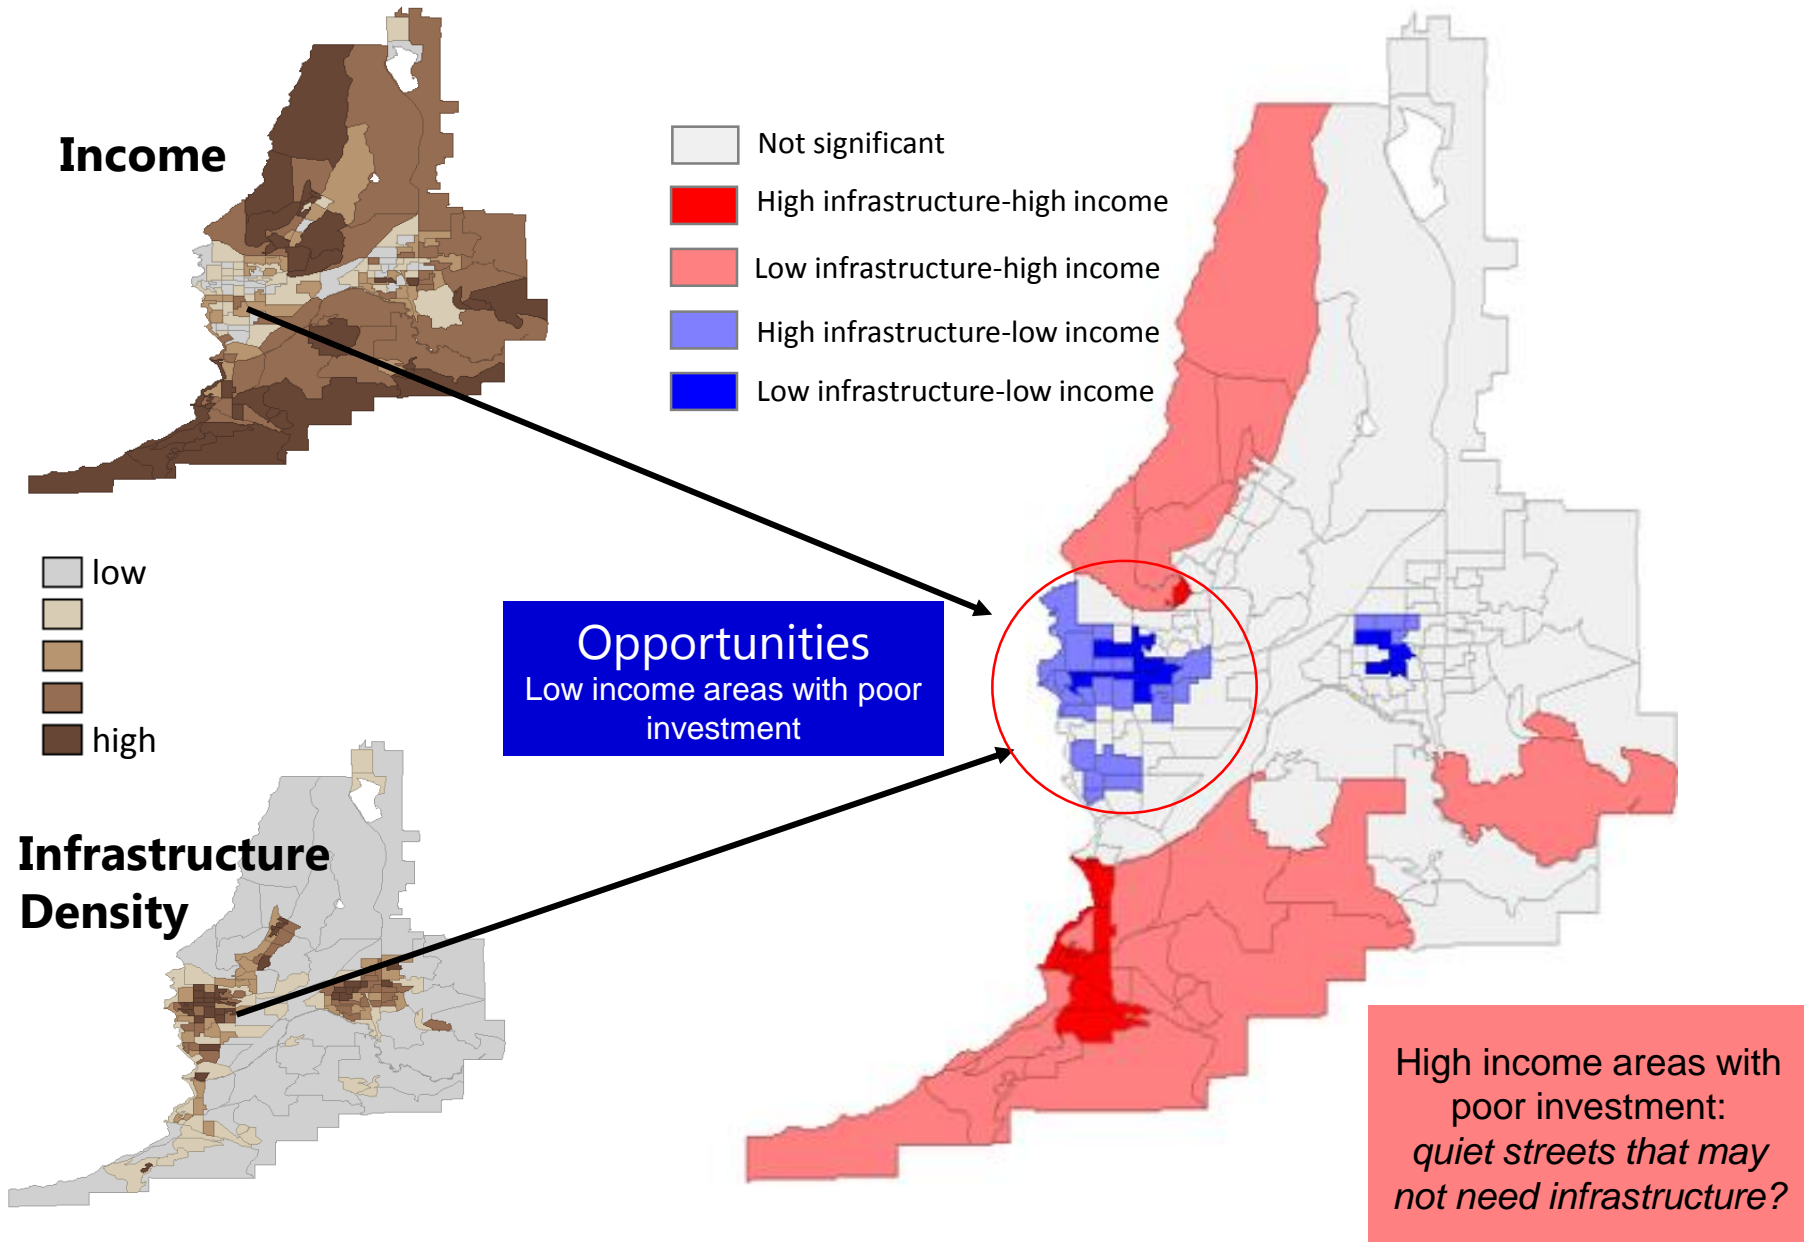 Income
Not significant
High infrastructure-high income
Low infrastructure-high income
High infrastructure-low income
Low infrastructure-low income
low
high
Opportunities
Low income areas with poor
investment
Infrastructure
Density
High income areas with
poor investment:
quiet streets that may
not need infrastructure?